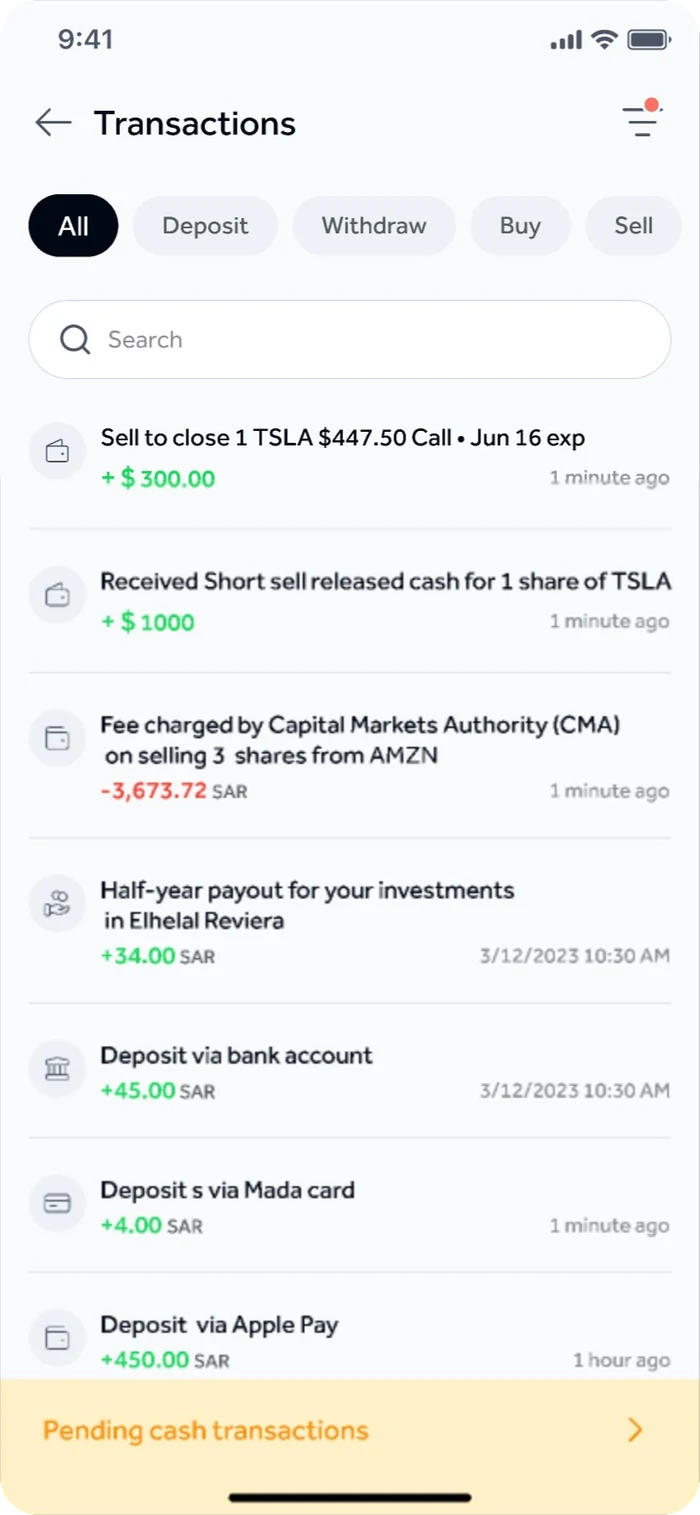 9:41
Transactions
All
Deposit
Withdraw
Buy
Sell
Search
Sell to close 1 TSLA $447.50 Call • Jun 16 exp
+ $ 300.00
1 minute ago
Received Short sell released cash for 1 share of TSLA
+ $ 1000
1 minute ago
Fee charged by Capital Markets Authority (CMA)
on selling 3 shares from AMZN
-3,673.72 SAR
1 minute ago
Half-year payout for your investments
in Elhelal Reviera
+34.00 SAR
3/12/2023 10:30 AM
Deposit via bank account
+45.00 SAR
3/12/2023 10:30 AM
Deposit s via Mada card
+4.00 SAR
1 minute ago
Deposit via Apple Pay
+450.00 SAR
1 hour ago
Pending cash transactions